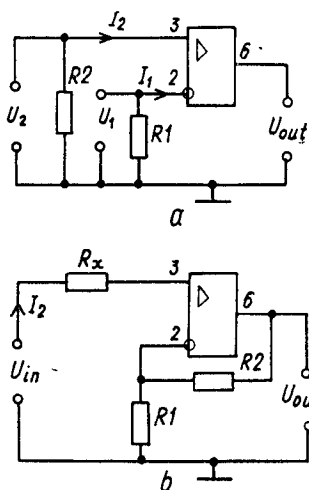 I2 3
6
I1 2
U2 R2 U1 R1 Uout
a
Rx 3
6
I2 2
Uin R2
R1 Uou
b